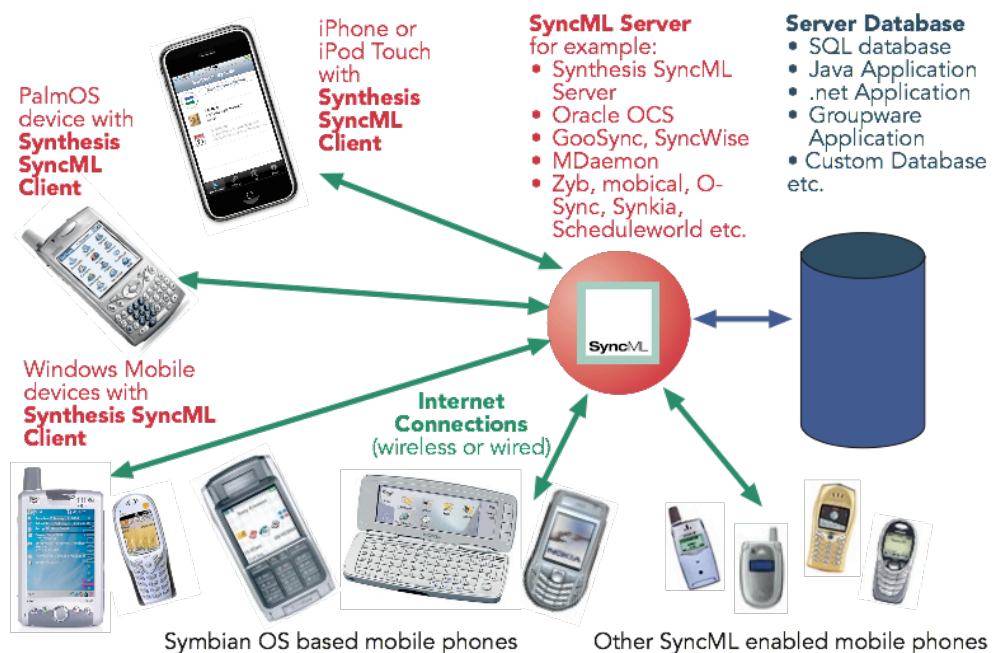 iPhone or
iPod Touch
with
Synthesis
SyncML
Client
SyncML Server
for example:
• Synthesis SyncML
Server
• Oracle OCS
• GooSync, SyncWise
• MDaemon
• Zyb, mobical, O-
Sync, Synkia,
Scheduleworld etc.
Server Database
• SQL database
• Java Application
• .net Application
• Groupware
Application
• Custom Database
etc.
PalmOS
device with
Synthesis
SyncML
Client
SyncML
Windows Mobile
devices with
Synthesis SyncML
Client
Internet
Connections
(wireless or wired)
Symbian OS based mobile phones
Other SyncML enabled mobile phones